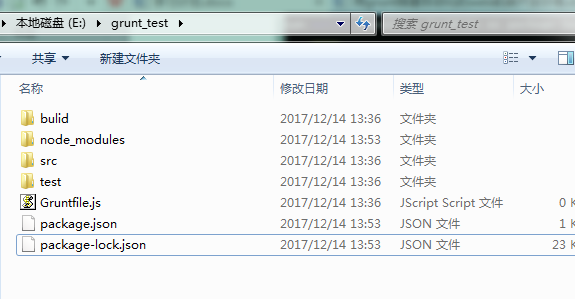 本地磁盘 (E:) grunt_test 搜索 grunt_test
共享 新建文件夹
名称 修改日期 类型 大小
bulid 2017/12/14 13:36 文件夹
node_modules 2017/12/14 13:53 文件夹
src 2017/12/14 13:36 文件夹
test 2017/12/14 13:36 文件夹
Gruntfile.js 2017/12/14 13:36 JScript Script 文件 0 K
package.json 2017/12/14 13:53 JSON 文件 1 K
package-lock.json 2017/12/14 13:53 JSON 文件 23 K